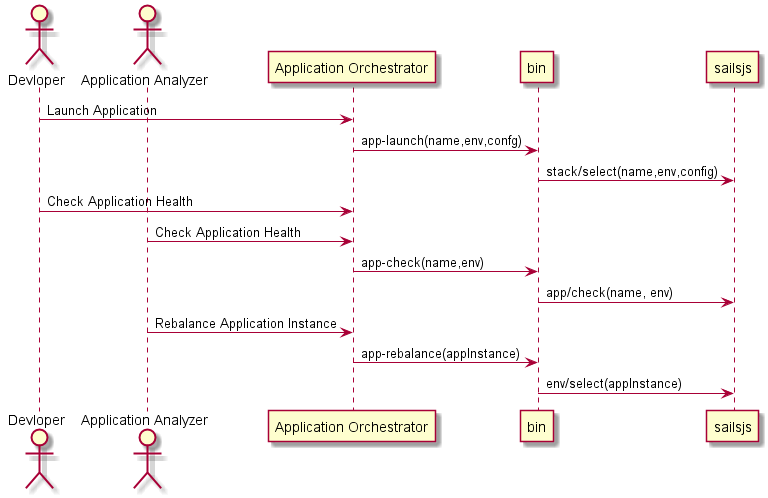 Devloper
Application Analyzer
Application Orchestrator
bin
sailsjs
Launch Application
app-launch(name,env,confg)
stack/select(name,env,config)
Check Application Health
Check Application Health
app-check(name,env)
app/check(name, env)
Rebalance Application Instance
app-rebalance(appInstance)
env/select(appInstance)
Devloper
Application Analyzer
Application Orchestrator
bin
sailsjs